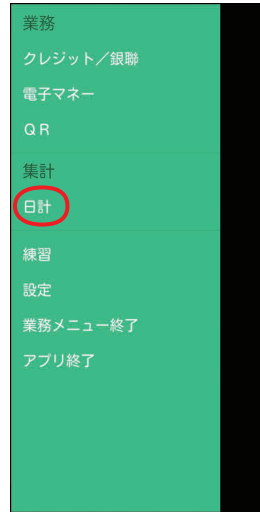 業務
クレジット／銀聯
電子マネー
ＱＲ
集計
日計
練習
設定
業務メニュー終了
アプリ終了